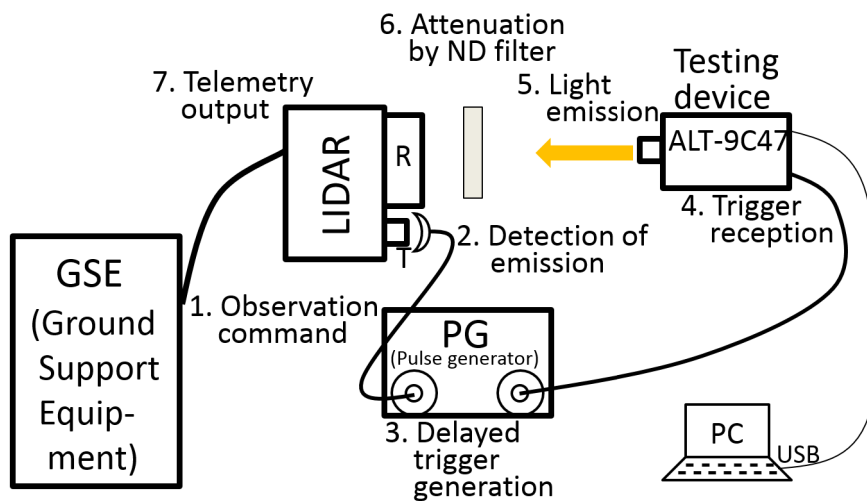 6. Attenuation
by ND filter
7. Telemetry
output
5. Light
emission
Testing
device
ALT-9C47
LIDAR
R
T
4. Trigger
reception
2. Detection of
emission
GSE
(Ground
Support
Equip-
ment)
1. Observation
command
PG
(Pulse generator)
3. Delayed
trigger
generation
PC
USB